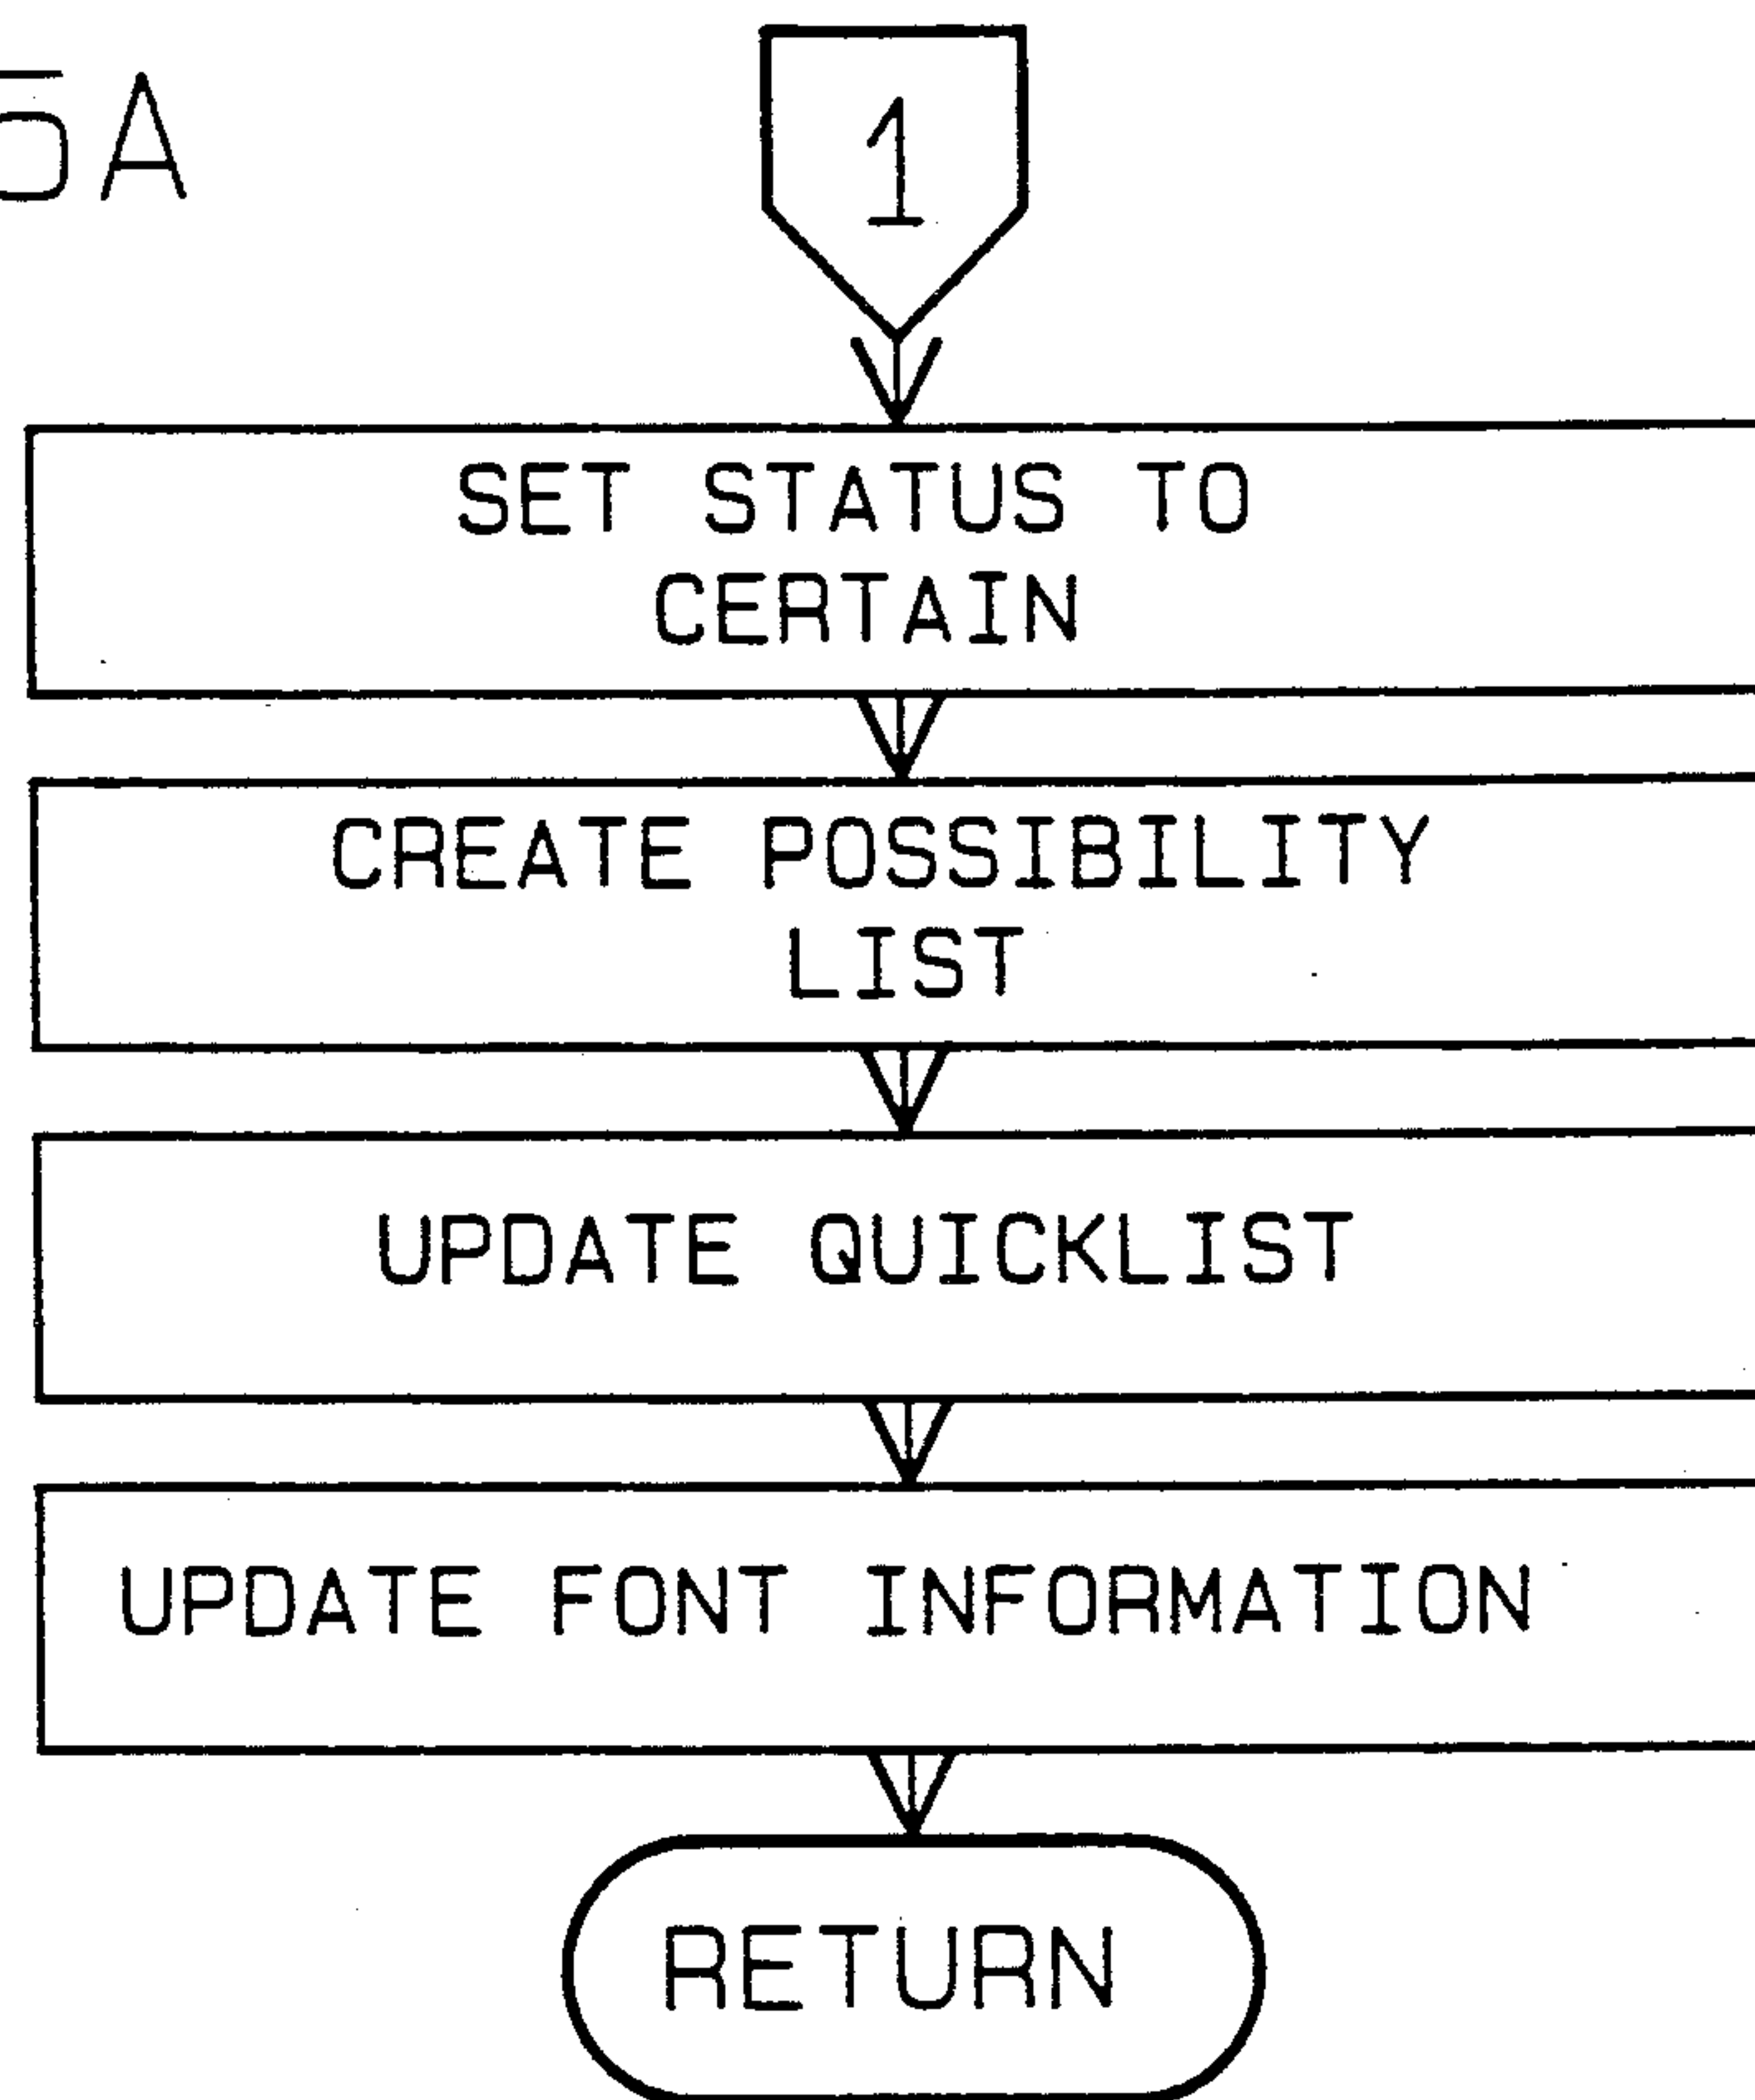 5A
1
SET STATUS TO
CERTAIN
CREATE POSSIBILITY
LIST
UPDATE QUICKLIST
UPDATE FONT INFORMATION
RETURN